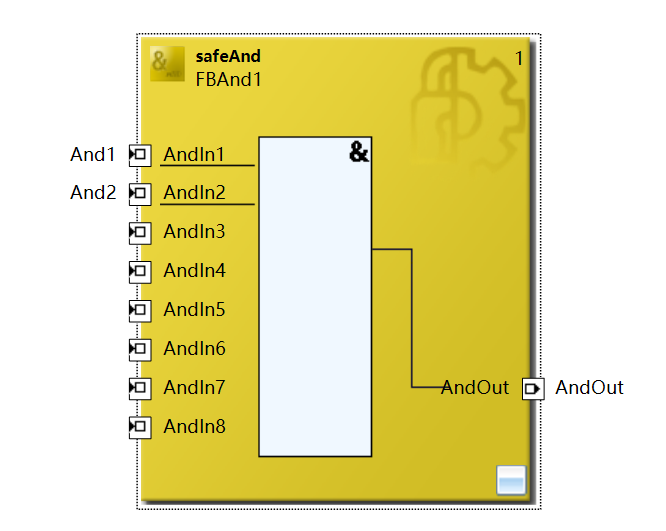 & safeAnd 1
FBAnd1
And1 AndIn1 &
And2 AndIn2
AndIn3
AndIn4
AndIn5
AndIn6
AndIn7 AndOut AndOut
AndIn8